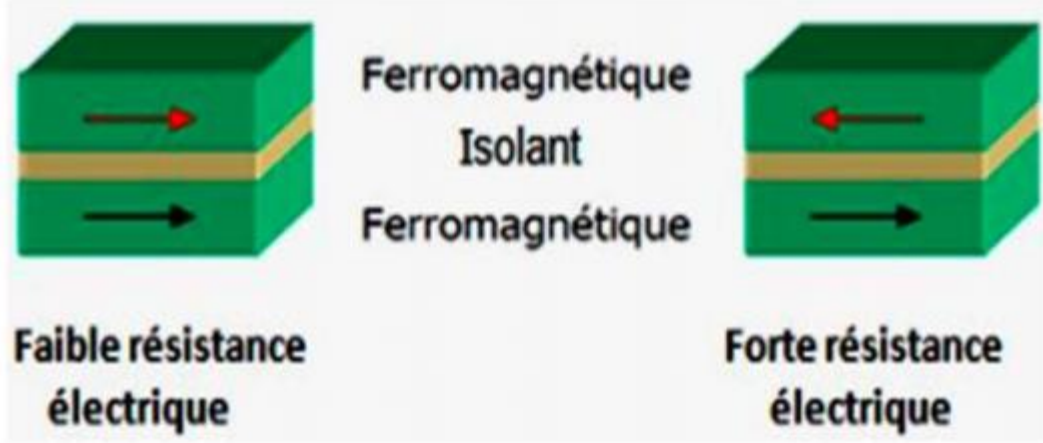 Ferromagnétique
Isolant
Ferromagnétique
Faible résistance
électrique
Forte résistance
électrique